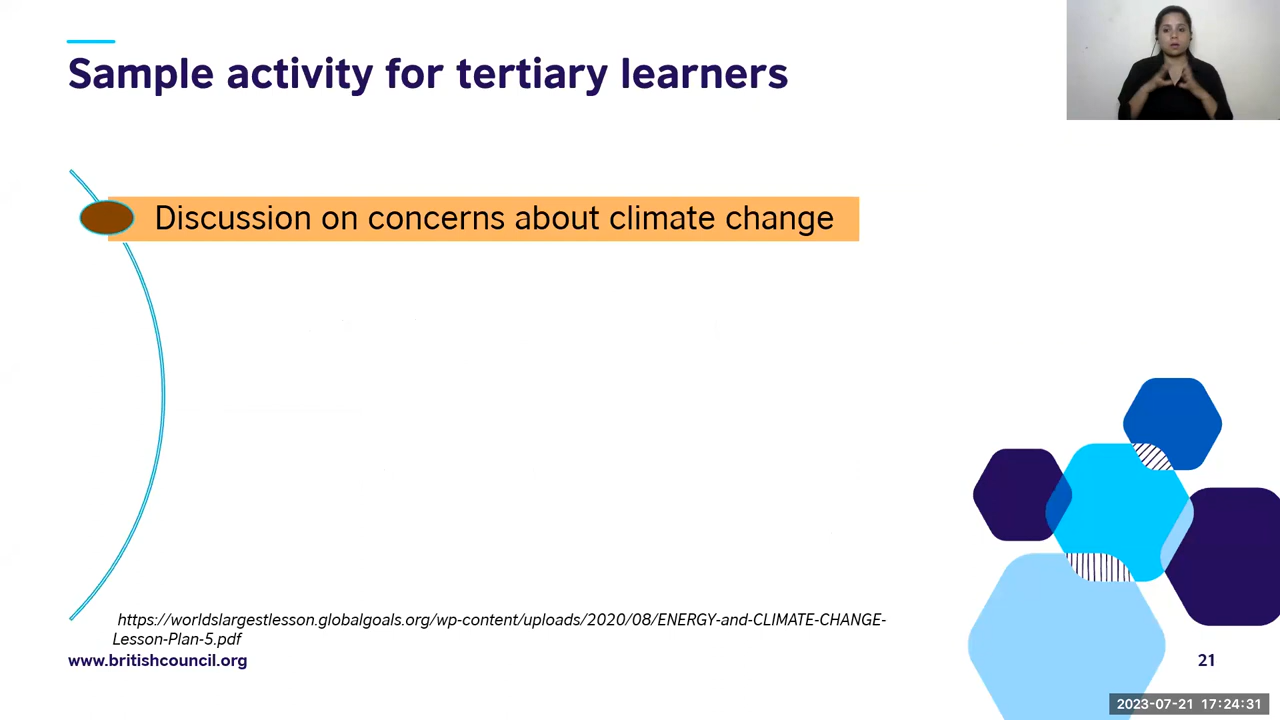 Sample activity for tertiary learners
Discussion on concerns about climate change
https://worldslargestlesson.globalgoals.org/wp-content/uploads/2020/08/ENERGY-and-CLIMATE-CHANGE-
Lesson-Plan-5.pdf
www.britishcouncil.org
21
2023-07-21 17:24:31